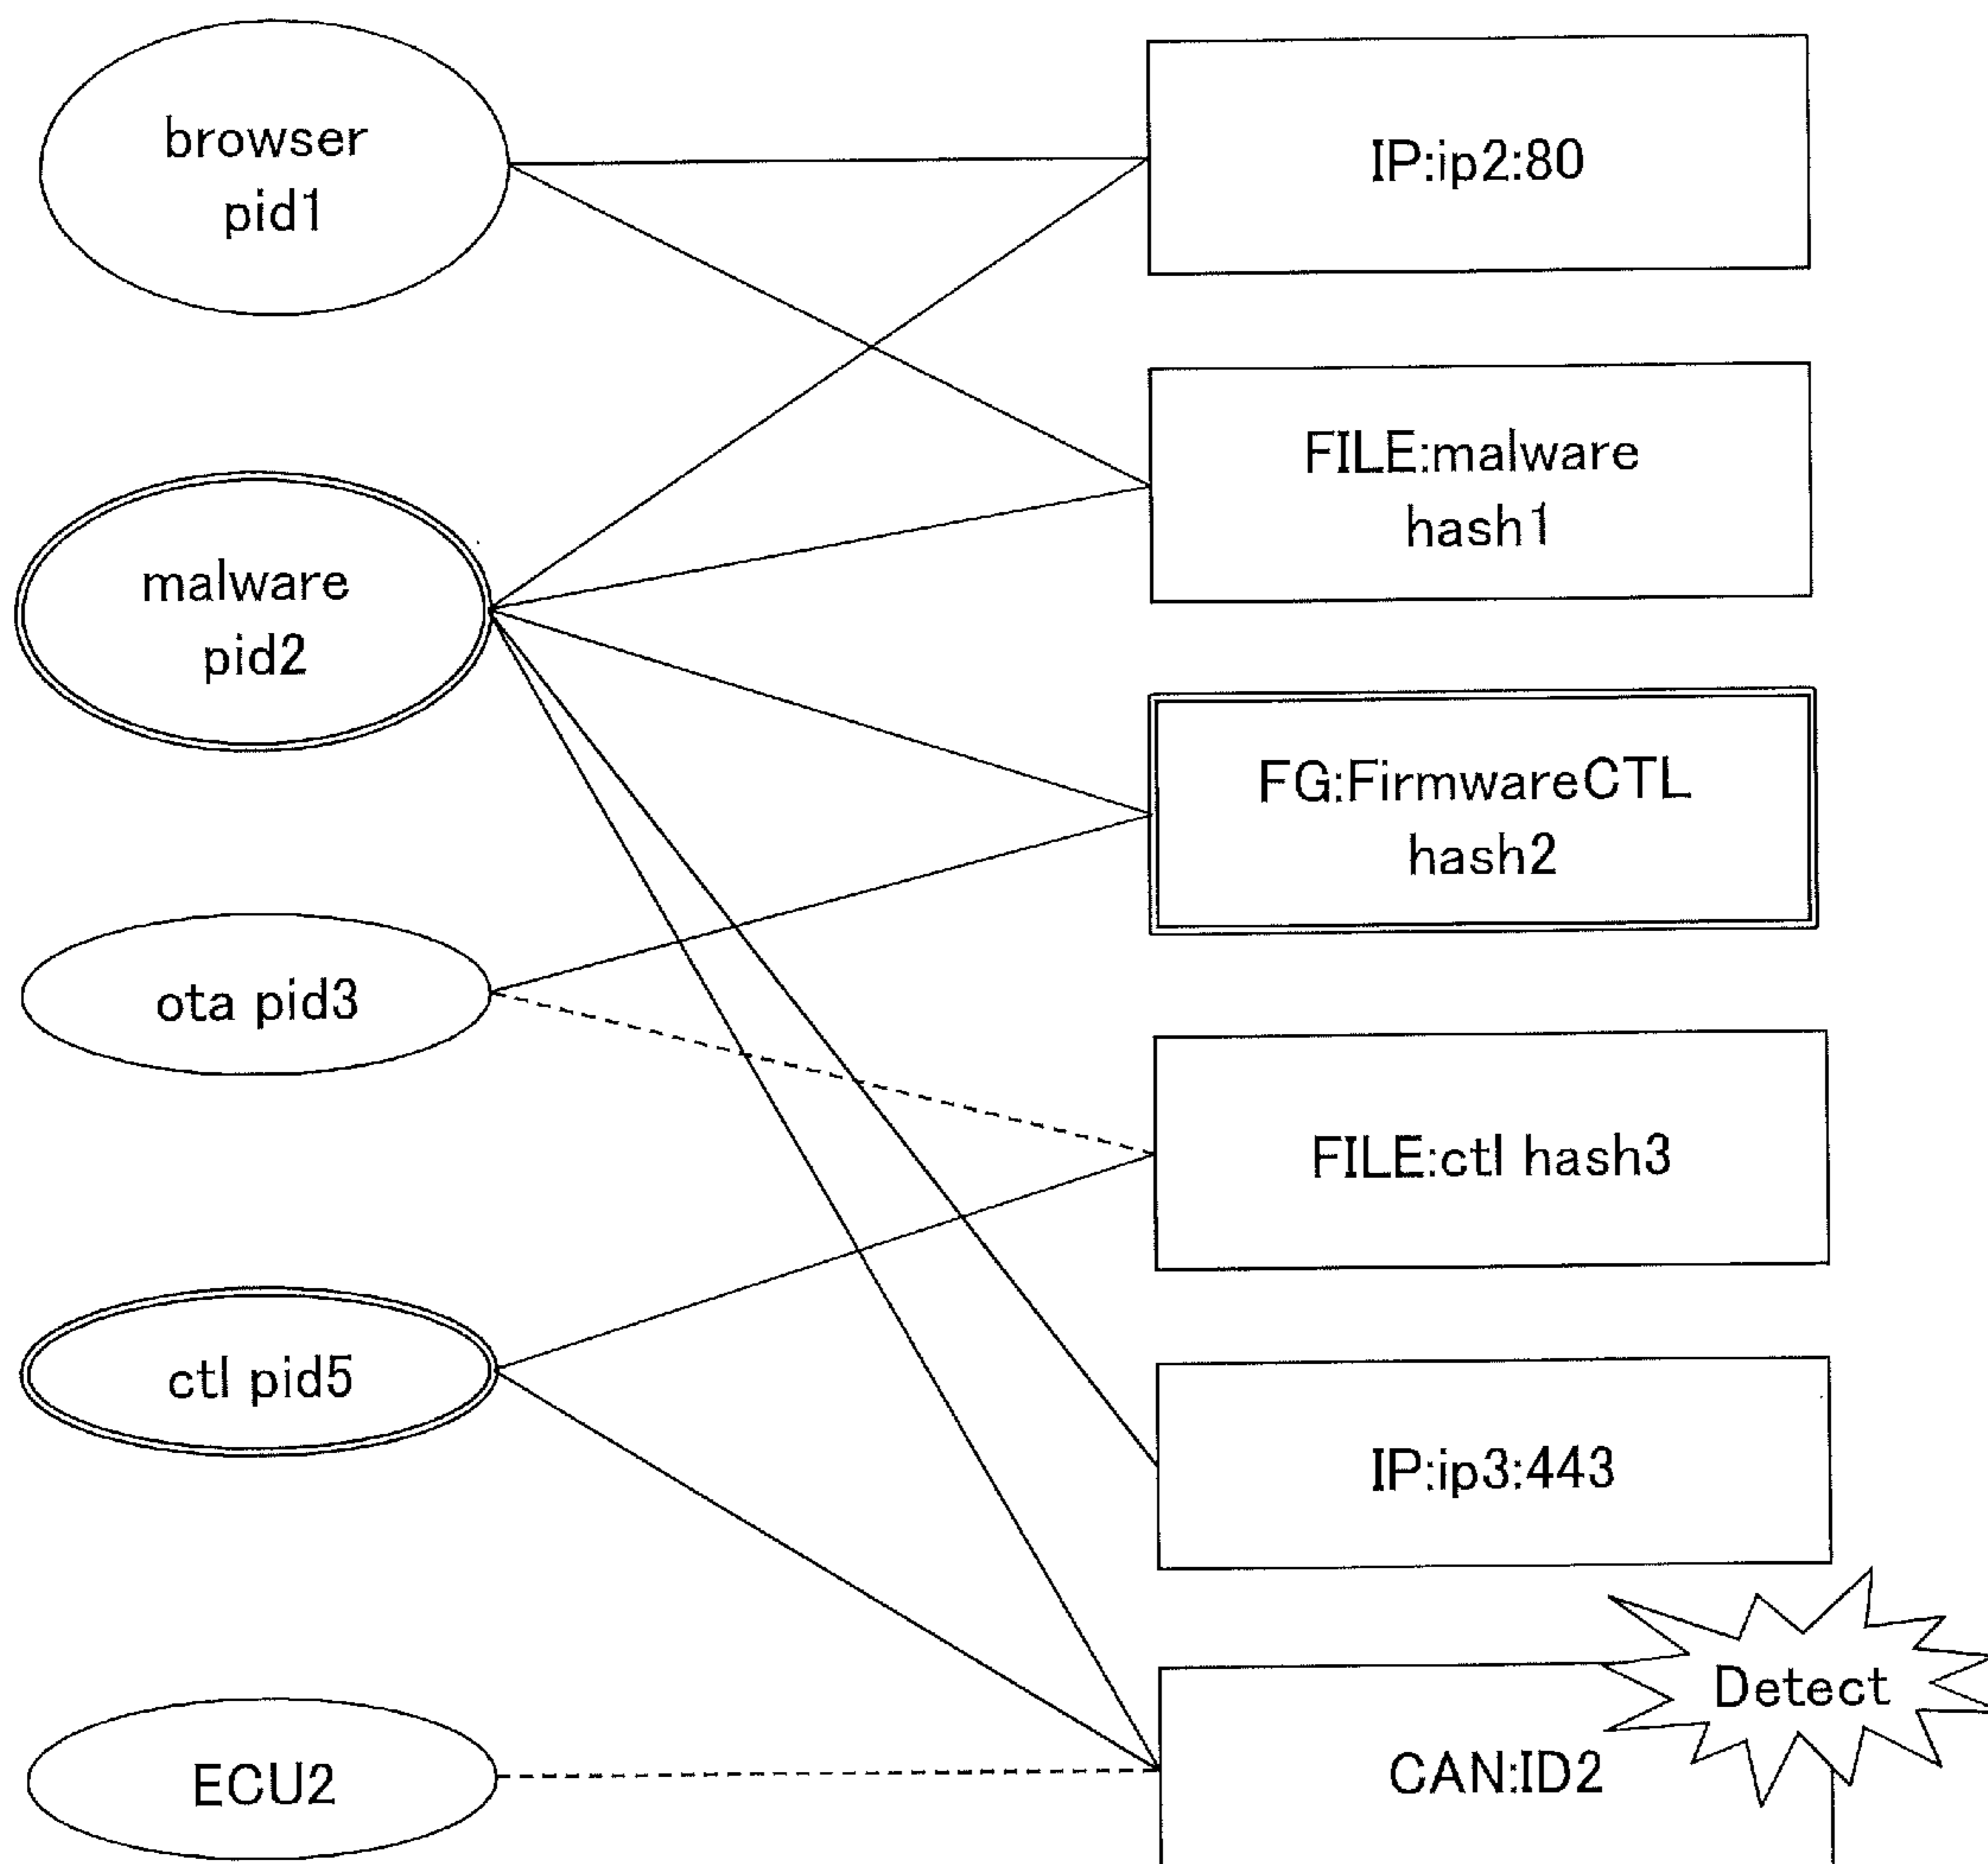 browser
pid1
IP:ip2:80
FILE:malware
hash1
malware
pid2
FG:FirmwareCTL
hash2
ota pid3
FILE:ctl hash3
ctl pid5
IP:ip3:443
Detect
ECU2
CAN:ID2